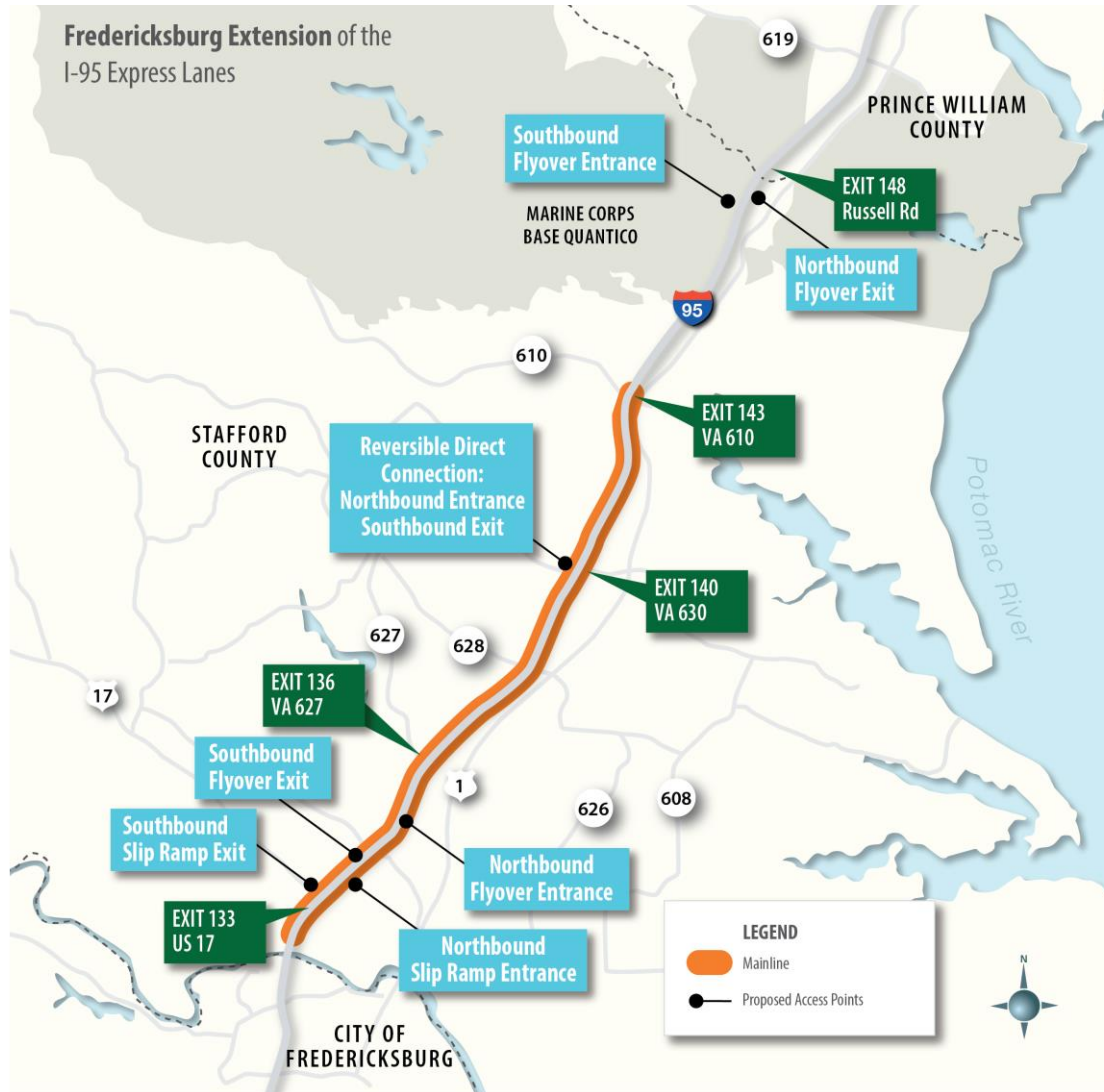 Fredericksburg Extension of the
I-95 Express Lanes
619
PRINCE WILLIAM
COUNTY
Southbound
Flyover Entrance
EXIT 148
Russell Rd
MARINE CORPS
BASE QUANTICO
Northbound
Flyover Exit
95
610
EXIT 143
VA 610
STAFFORD
COUNTY
Reversible Direct
Connection:
Northbound Entrance
Southbound Exit
Potomac River
EXIT 140
VA 630
627
628
EXIT 136
VA 627
17
Southbound
Flyover Exit
1
626
608
Southbound
Slip Ramp Exit
Northbound
Flyover Entrance
EXIT 133
US 17
Northbound
Slip Ramp Entrance
LEGEND
Mainline
Proposed Access Points
N
CITY OF
FREDERICKSBURG